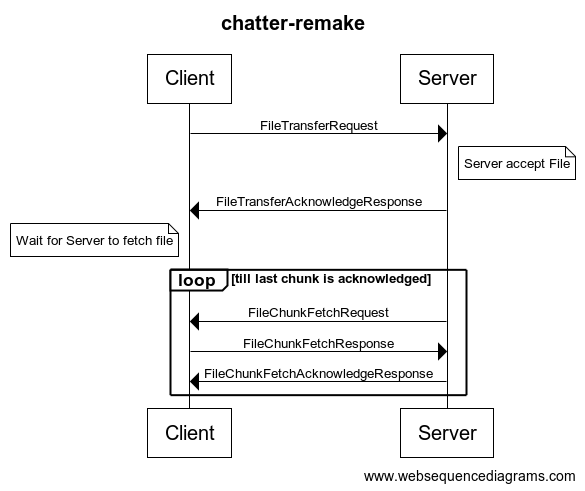 chatter-remake
Client
Server
FileTransferRequest
Server accept File
FileTransferAcknowledgeResponse
Wait for Server to fetch file
loop [till last chunk is acknowledged]
FileChunkFetchRequest
FileChunkFetchResponse
FileChunkFetchAcknowledgeResponse
Client
Server
www.websequencediagrams.com